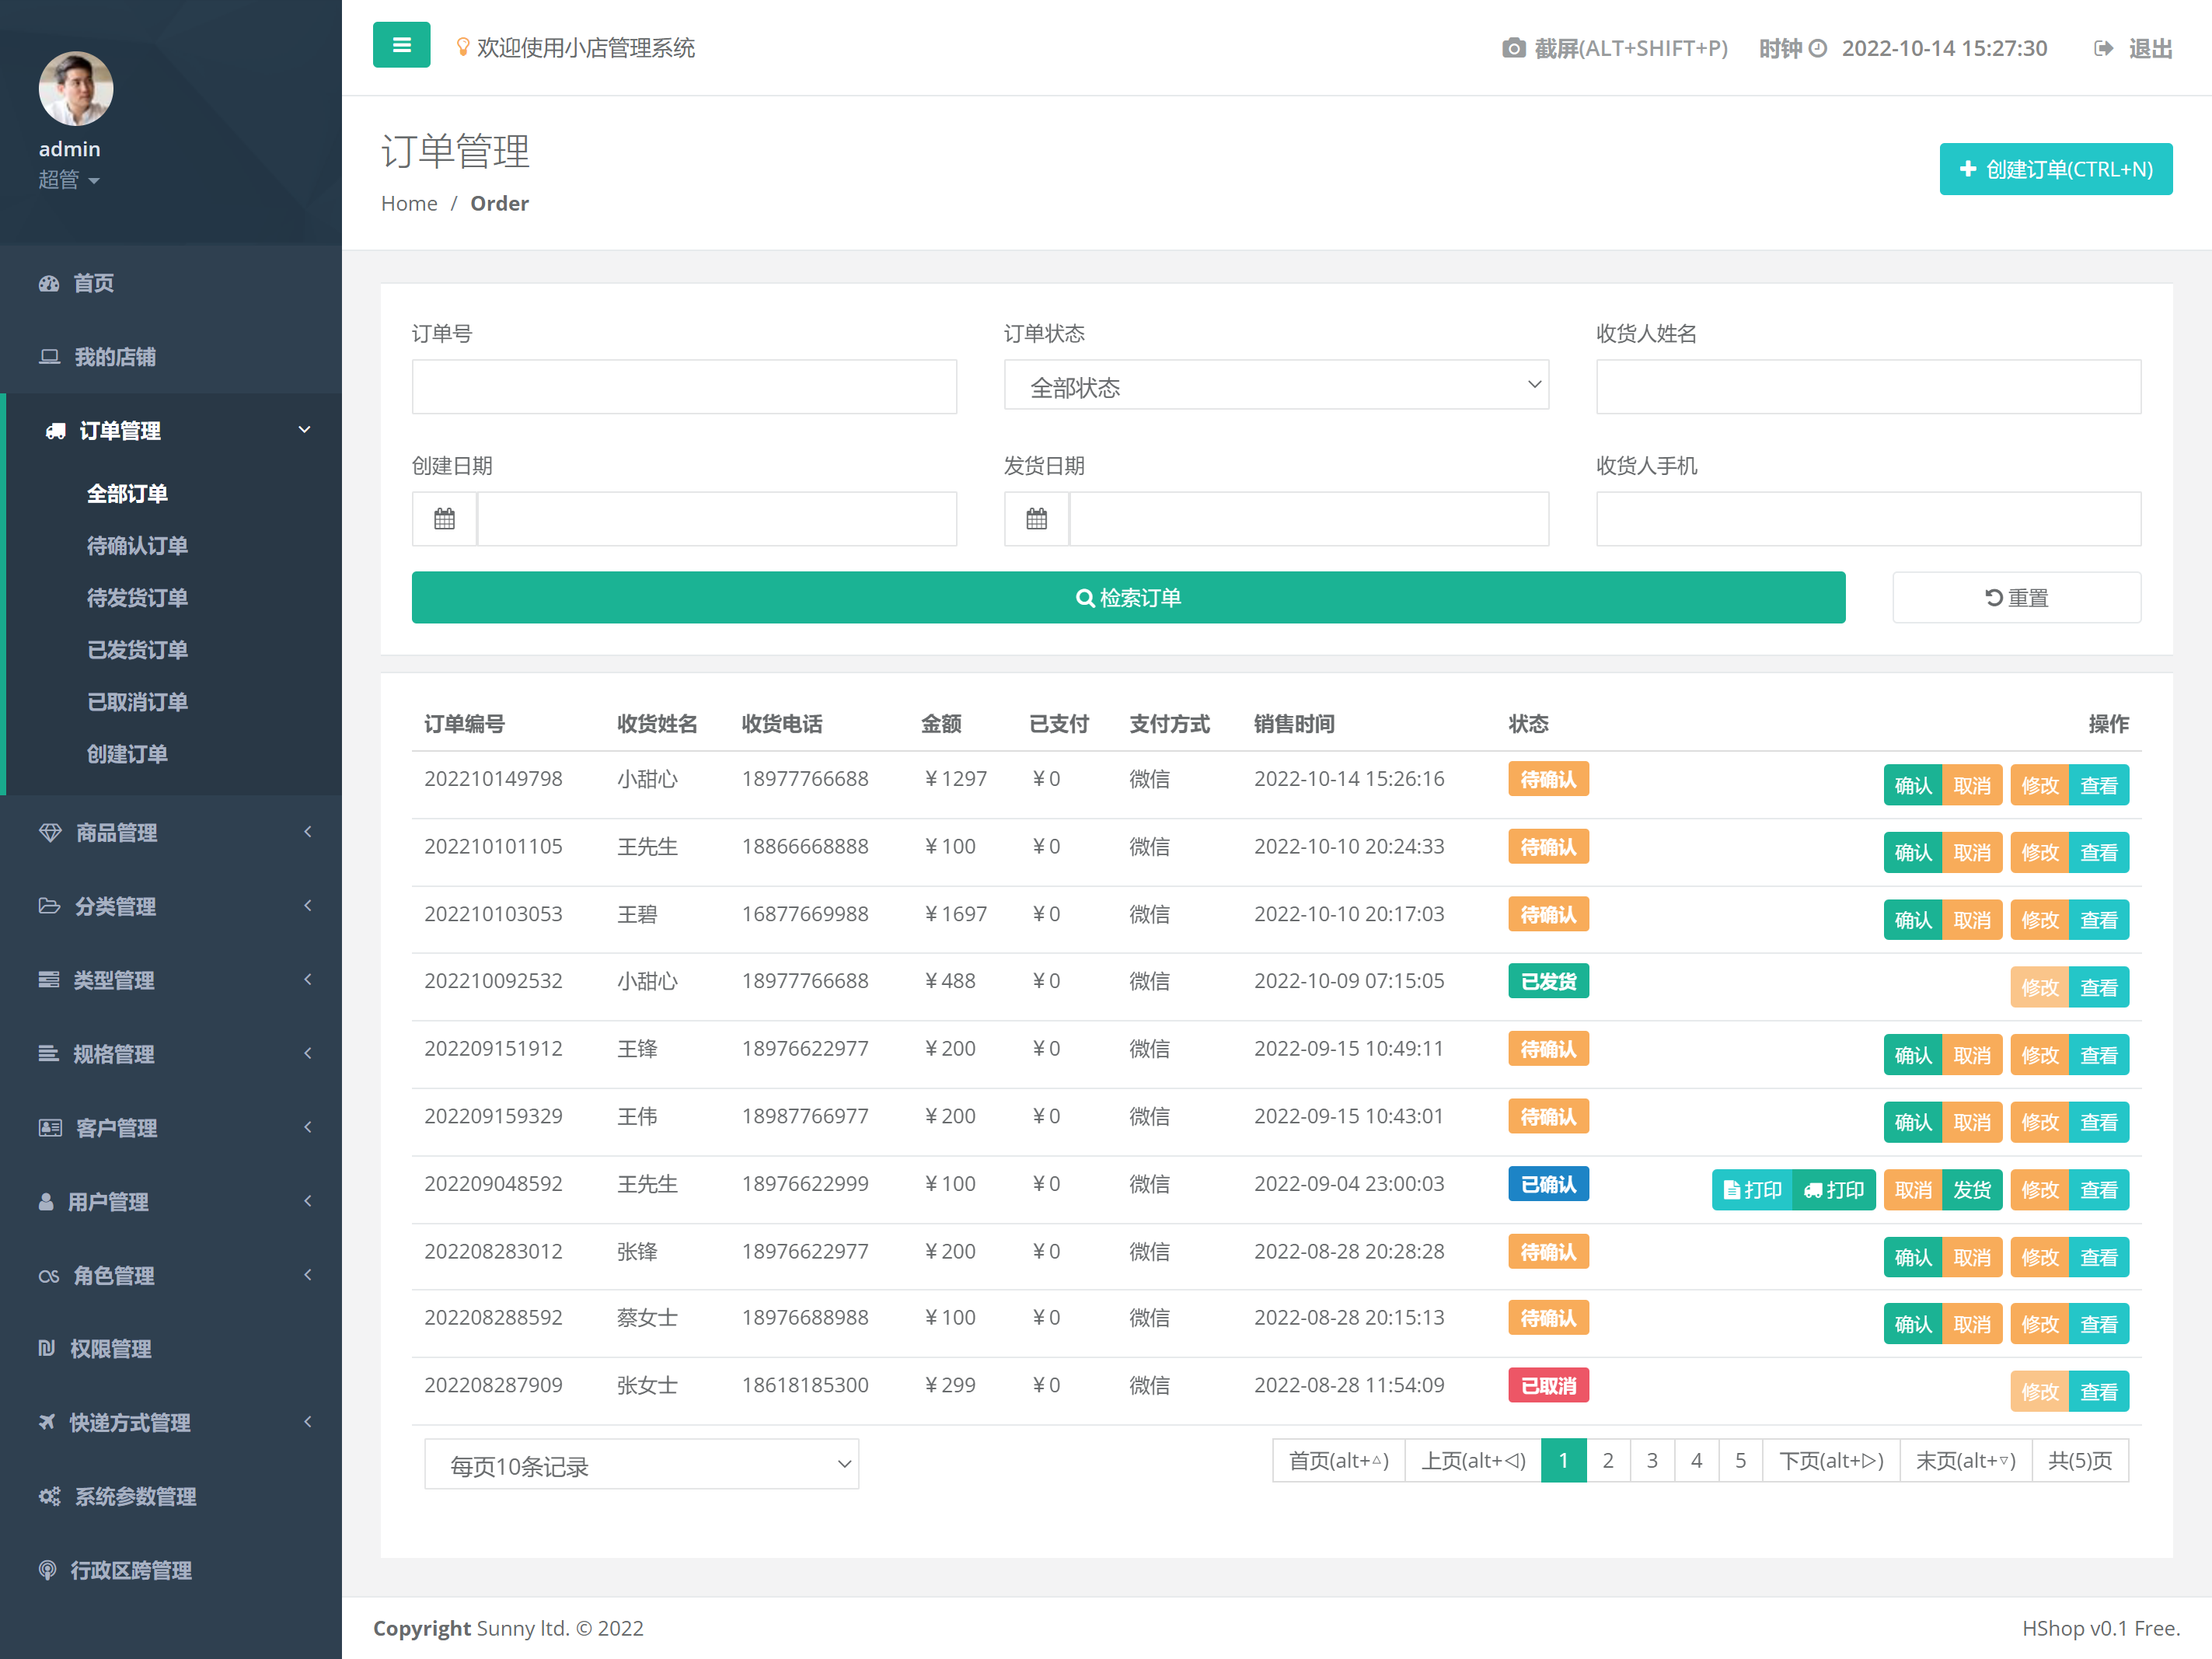 admin
超管
首页
我的店铺
订单管理
全部订单
待确认订单
待发货订单
已发货订单
已取消订单
创建订单
商品管理
分类管理
类型管理
规格管理
客户管理
用户管理
角色管理
权限管理
快递方式管理
系统参数管理
行政区跨管理
欢迎使用小店管理系统 截屏(ALT+SHIFT+P) 时钟 2022-10-14 15:27:30 退出
订单管理
Home / Order
创建订单(CTRL+N)
订单号 订单状态 收货人姓名
全部状态
创建日期 发货日期 收货人手机
检索订单 重置
订单编号 收货姓名 收货电话 金额 已支付 支付方式 销售时间 状态 操作
202210149798 小甜心 18977766688 ￥1297 ￥0 微信 2022-10-14 15:26:16 待确认 确认 取消 修改 查看
202210101105 王先生 18866668888 ￥100 ￥0 微信 2022-10-10 20:24:33 待确认 确认 取消 修改 查看
202210103053 王碧 16877669988 ￥1697 ￥0 微信 2022-10-10 20:17:03 待确认 确认 取消 修改 查看
202210092532 小甜心 18977766688 ￥488 ￥0 微信 2022-10-09 07:15:05 已发货 修改 查看
202209151912 王锋 18976622977 ￥200 ￥0 微信 2022-09-15 10:49:11 待确认 确认 取消 修改 查看
202209159329 王伟 18987766977 ￥200 ￥0 微信 2022-09-15 10:43:01 待确认 确认 取消 修改 查看
202209048592 王先生 18976622999 ￥100 ￥0 微信 2022-09-04 23:00:03 已确认 打印 打印 取消 发货 修改 查看
202208283012 张锋 18976622977 ￥200 ￥0 微信 2022-08-28 20:28:28 待确认 确认 取消 修改 查看
202208288592 蔡女士 18976688988 ￥100 ￥0 微信 2022-08-28 20:15:13 待确认 确认 取消 修改 查看
202208287909 张女士 18618185300 ￥299 ￥0 微信 2022-08-28 11:54:09 已取消 修改 查看
每页10条记录 首页(alt+△) 上页(alt+◁) 1 2 3 4 5 下页(alt+▷) 末页(alt+▽) 共(5)页
Copyright Sunny ltd. © 2022 HShop v0.1 Free.